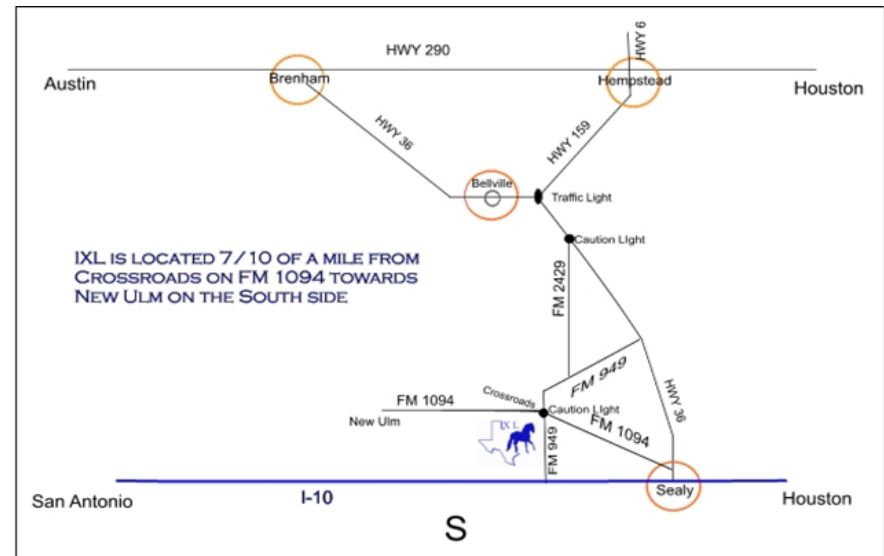 HWY 6
HWY 290
Austin
Brenham
Hempstead
Houston
HWY 36
HWY 159
Bellville
Traffic Light
Caution LIght
IXL IS LOCATED 7/10 OF A MILE FROM
CROSSROADS ON FM 1094 TOWARDS
NEW ULM ON THE SOUTH SIDE
FM 2429
FM 949
HWY 36
Crossroads
FM 1094
Caution LIght
New Ulm
FM 1094
IXL
FM 949
Sealy
San Antonio
I-10
Houston
S